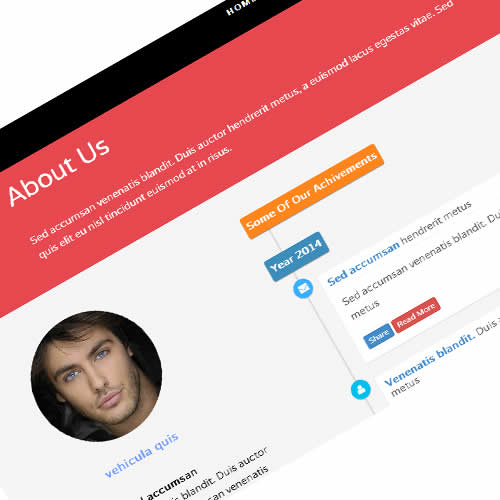 HOME
About Us
Sed accumsan venenatis blandit. Duis auctor hendrerit metus, a euismod lacus egestas vitae. Sed
quis elit eu nisl tincidunt euismod at in risus.
Some Of Our Achivements
Year 2014
Sed accumsan hendrerit metus
Sed accumsan venenatis blandit. Duis
metus
Share Read More
Venenatis blandit. Duis
metus
vehicula quis
accumsan
blandit. Duis auctor
accumsan venenatis